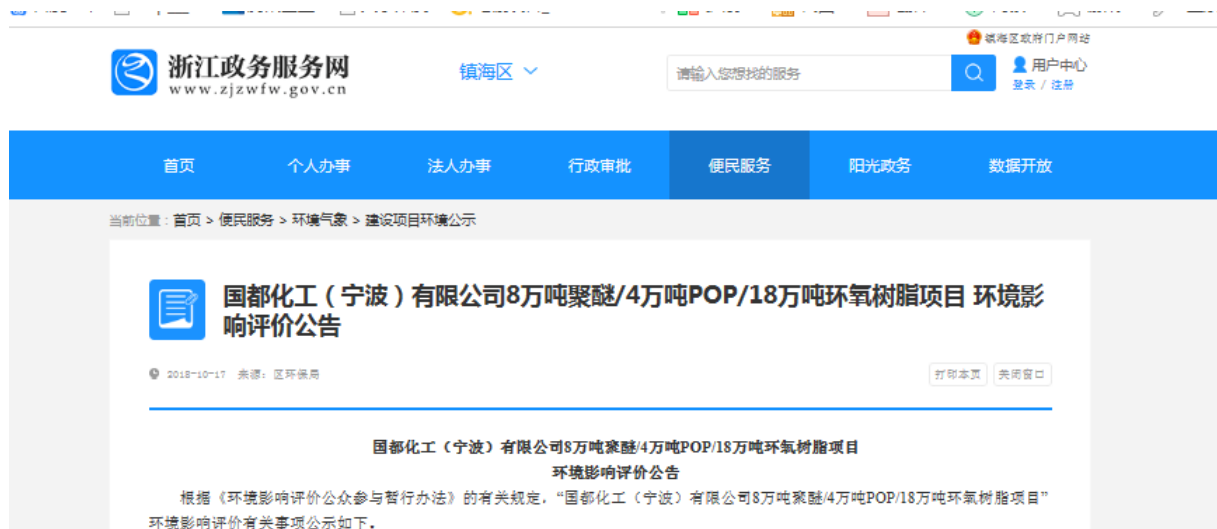 镇海区政府门户网站
浙江政务服务网
www.zjzwfw.gov.cn
镇海区
请输入您想找的服务
用户中心
登录 / 注册
首页 个人办事 法人办事 行政审批 便民服务 阳光政务 数据开放
当前位置：首页 > 便民服务 > 环境气象 > 建设项目环境公示
国都化工（宁波）有限公司8万吨聚醚/4万吨POP/18万吨环氧树脂项目 环境影
响评价公告
2018-10-17 来源：区环保局
打印本页 关闭窗口
国都化工（宁波）有限公司8万吨聚醚/4万吨POP/18万吨环氧树脂项目
环境影响评价公告
根据《环境影响评价公众参与暂行办法》的有关规定，“国都化工（宁波）有限公司8万吨聚醚/4万吨POP/18万吨环氧树脂项目”
环境影响评价有关事项公示如下。